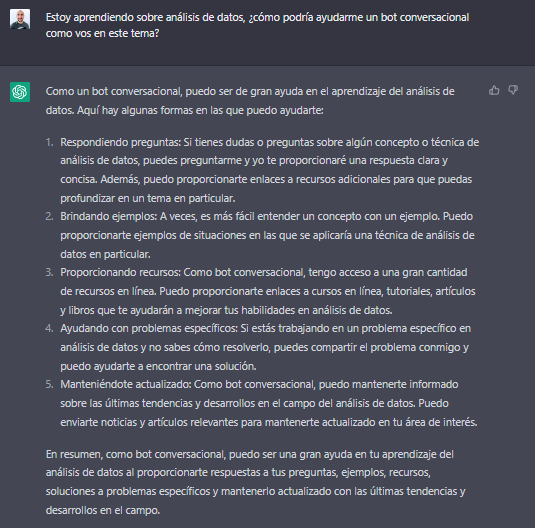 Estoy aprendiendo sobre análisis de datos, ¿cómo podría ayudarme un bot conversacional
como vos en este tema?
Como un bot conversacional, puedo ser de gran ayuda en el aprendizaje del análisis de
datos. Aquí hay algunas formas en las que puedo ayudarte:
1. Respondiendo preguntas: Si tienes dudas o preguntas sobre algún concepto o técnica de
análisis de datos, puedes preguntarme y yo te proporcionaré una respuesta clara y
concisa. Además, puedo proporcionarte enlaces a recursos adicionales para que puedas
profundizar en un tema en particular.
2. Brindando ejemplos: A veces, es más fácil entender un concepto con un ejemplo. Puedo
proporcionarte ejemplos de situaciones en las que se aplicaría una técnica de análisis de
datos en particular.
3. Proporcionando recursos: Como bot conversacional, tengo acceso a una gran cantidad
de recursos en línea. Puedo proporcionarte enlaces a cursos en línea, tutoriales, artículos
y libros que te ayudarán a mejorar tus habilidades en análisis de datos.
4. Ayudando con problemas específicos: Si estás trabajando en un problema específico en
análisis de datos y no sabes cómo resolverlo, puedes compartir el problema conmigo y
puedo ayudarte a encontrar una solución.
5. Manteniéndote actualizado: Como bot conversacional, puedo mantenerte informado
sobre las últimas tendencias y desarrollos en el campo del análisis de datos. Puedo
enviarte noticias y artículos relevantes para mantenerte actualizado en tu área de interés.
En resumen, como bot conversacional, puedo ser una gran ayuda en tu aprendizaje del
análisis de datos al proporcionarte respuestas a tus preguntas, ejemplos, recursos,
soluciones a problemas específicos y mantenerlo actualizado con las últimas tendencias y
desarrollos en el campo.